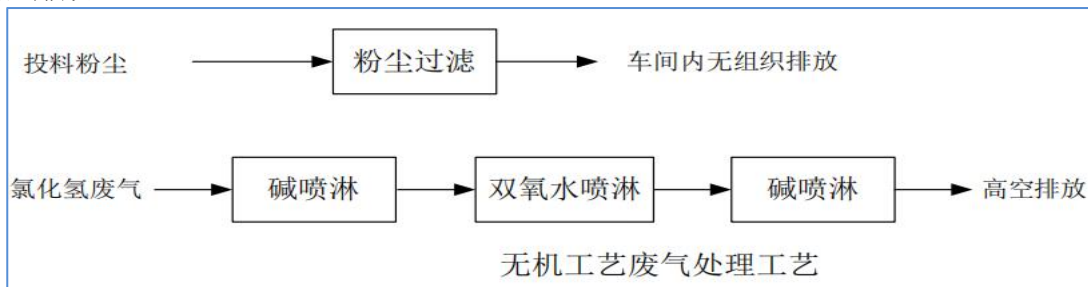 投料粉尘 粉尘过滤 车间内无组织排放
氯化氢废气 碱喷淋 双氧水喷淋 碱喷淋 高空排放
无机工艺废气处理工艺